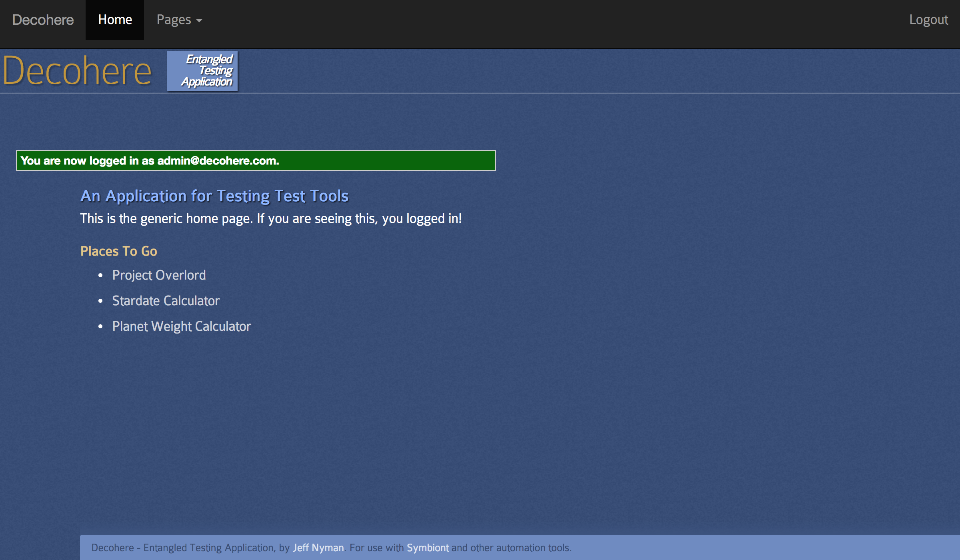 Decohere Home Pages Logout
Decohere
Entangled
Testing
Application
You are now logged in as admin@decohere.com.
An Application for Testing Test Tools
This is the generic home page. If you are seeing this, you logged in!
Places To Go
• Project Overlord
• Stardate Calculator
• Planet Weight Calculator
Decohere - Entangled Testing Application, by Jeff Nyman. For use with Symbiont and other automation tools.